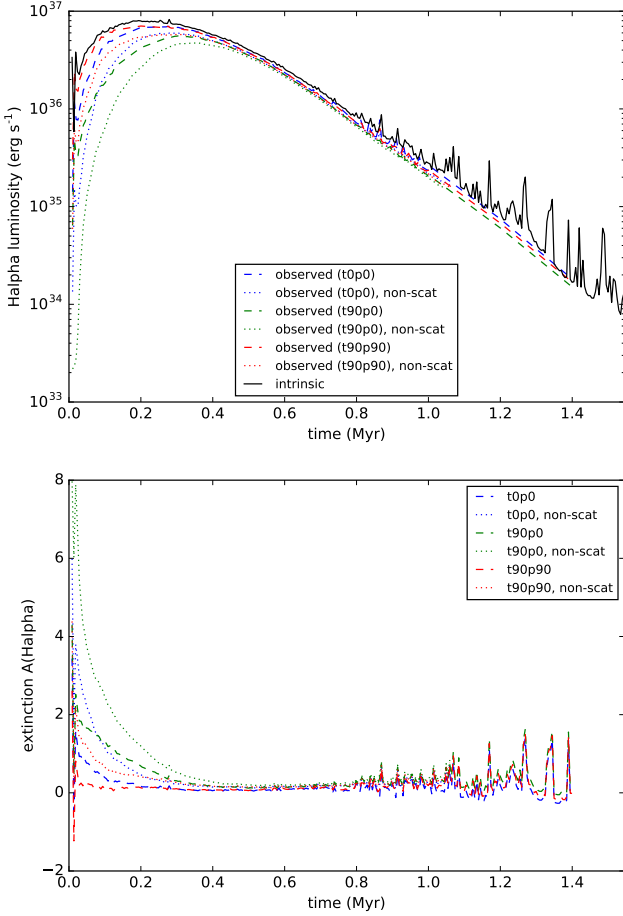 10^37
10^36
10^35
10^34
10^33
Halpha luminosity (erg s⁻¹)
observed (t0p0)
observed (t0p0), non-scat
observed (t90p0)
observed (t90p0), non-scat
observed (t90p90)
observed (t90p90), non-scat
intrinsic
0.0 0.2 0.4 0.6 0.8 1.0 1.2 1.4
time (Myr)
8
6
4
2
0
−2
extinction A(Halpha)
t0p0
t0p0, non-scat
t90p0
t90p0, non-scat
t90p90
t90p90, non-scat
0.0 0.2 0.4 0.6 0.8 1.0 1.2 1.4
time (Myr)